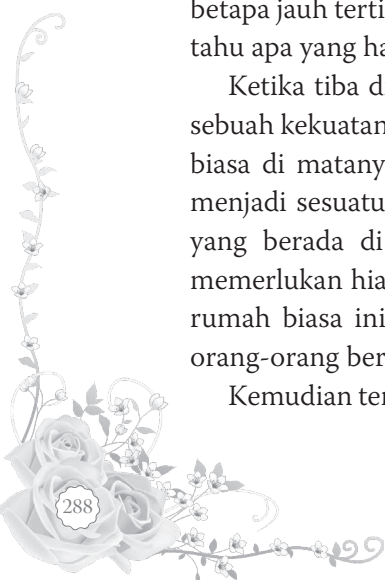 betapa jauh terti
tahu apa yang ha
Ketika tiba d
sebuah kekuatan
biasa di matany
menjadi sesuatu
yang berada di
memerlukan hia
rumah biasa ini
orang-orang ber
Kemudian ter
288